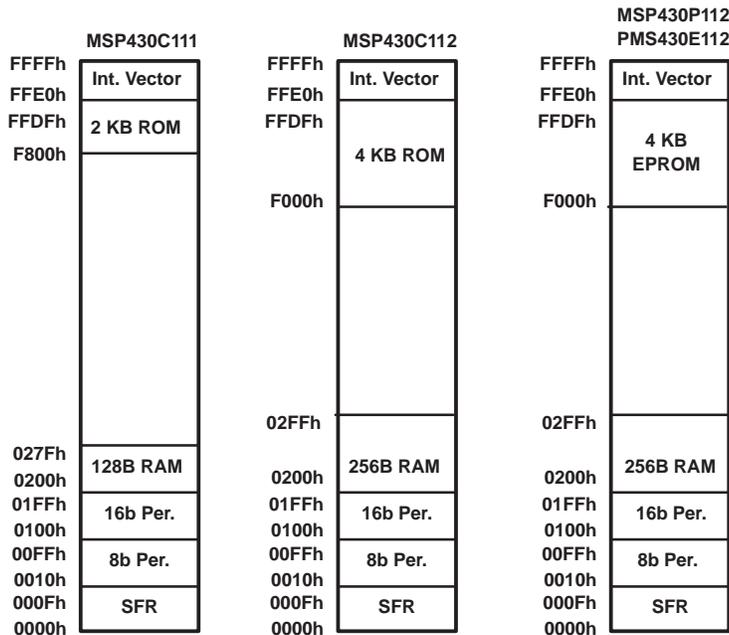 MSP430C111
FFFFh
Int. Vector
FFE0h
FFDFh
2 KB ROM
F800h
027Fh
128B RAM
0200h
01FFh
16b Per.
0100h
00FFh
8b Per.
0010h
000Fh
SFR
0000h
MSP430C112
FFFFh
Int. Vector
FFE0h
FFDFh
4 KB ROM
F000h
02FFh
256B RAM
0200h
01FFh
16b Per.
0100h
00FFh
8b Per.
0010h
000Fh
SFR
0000h
MSP430P112
PMS430E112
FFFFh
Int. Vector
FFE0h
FFDFh
4 KB
EPROM
F000h
02FFh
256B RAM
0200h
01FFh
16b Per.
0100h
00FFh
8b Per.
0010h
000Fh
SFR
0000h